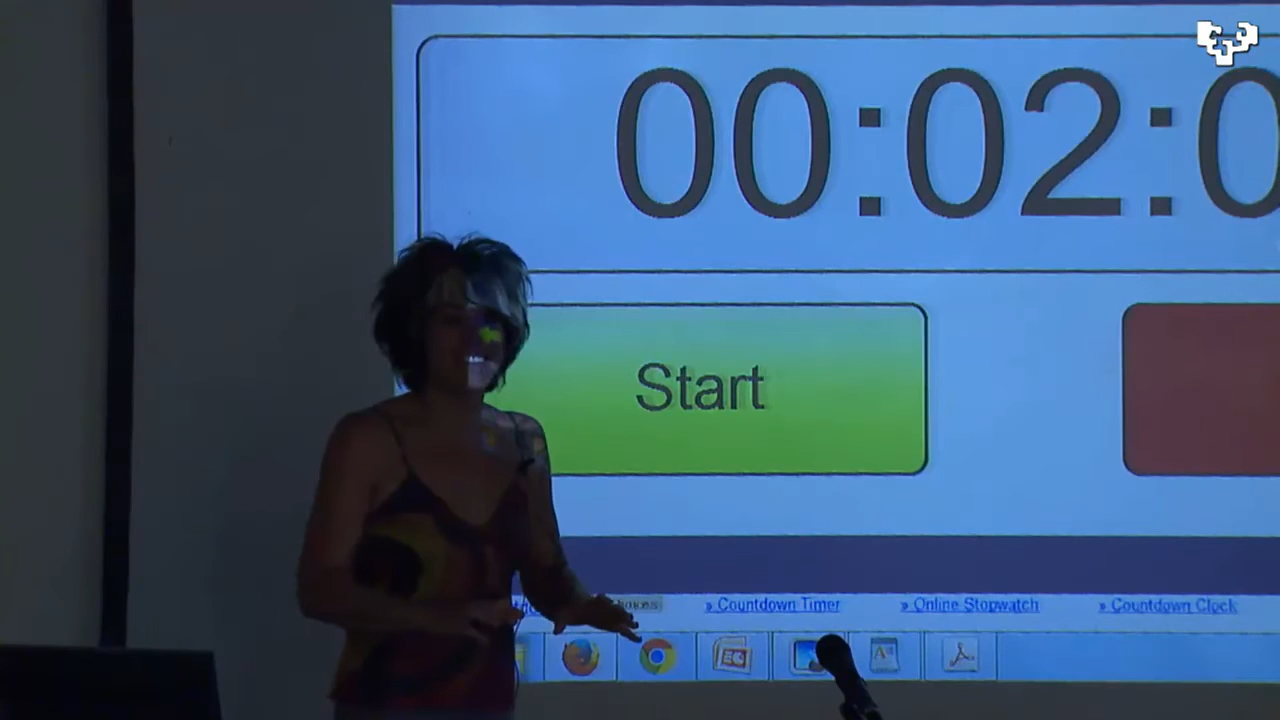 00:02:0
Start
» Countdown Timer
» Online Stopwatch
» Countdown Clock